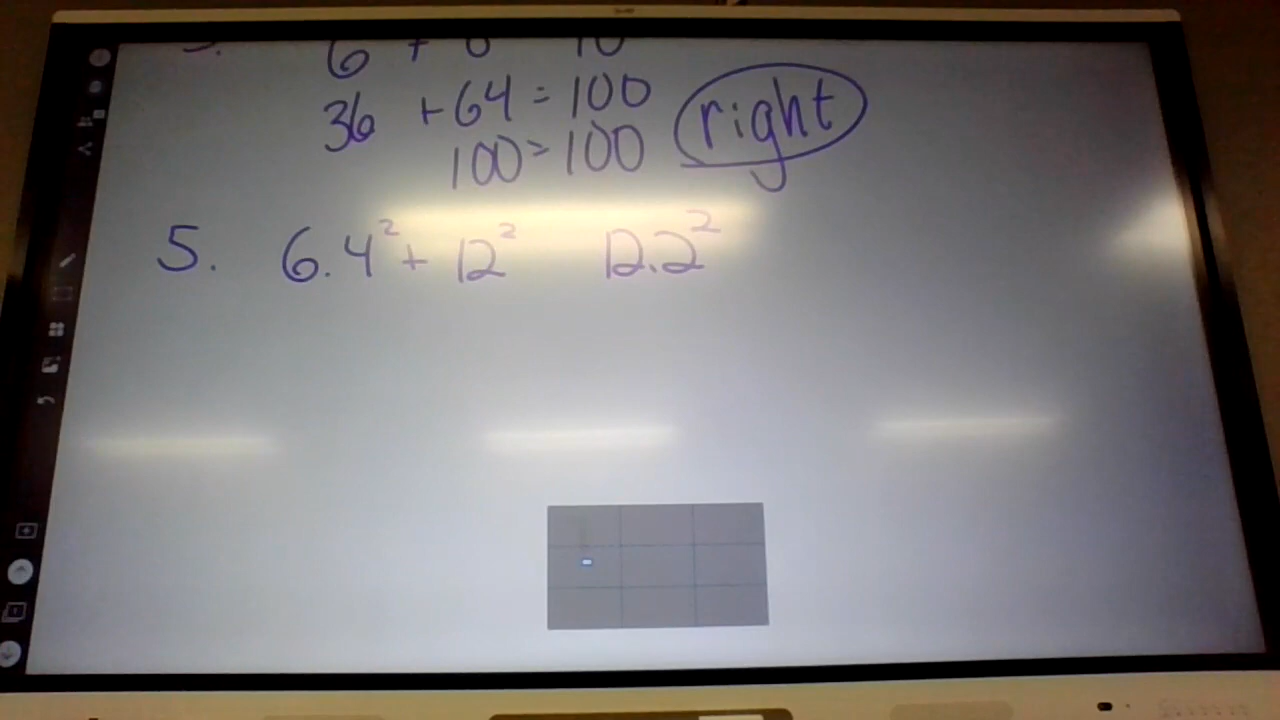 36 + 64 = 100 right
100 = 100
5. 6.4² + 12² 12.2²